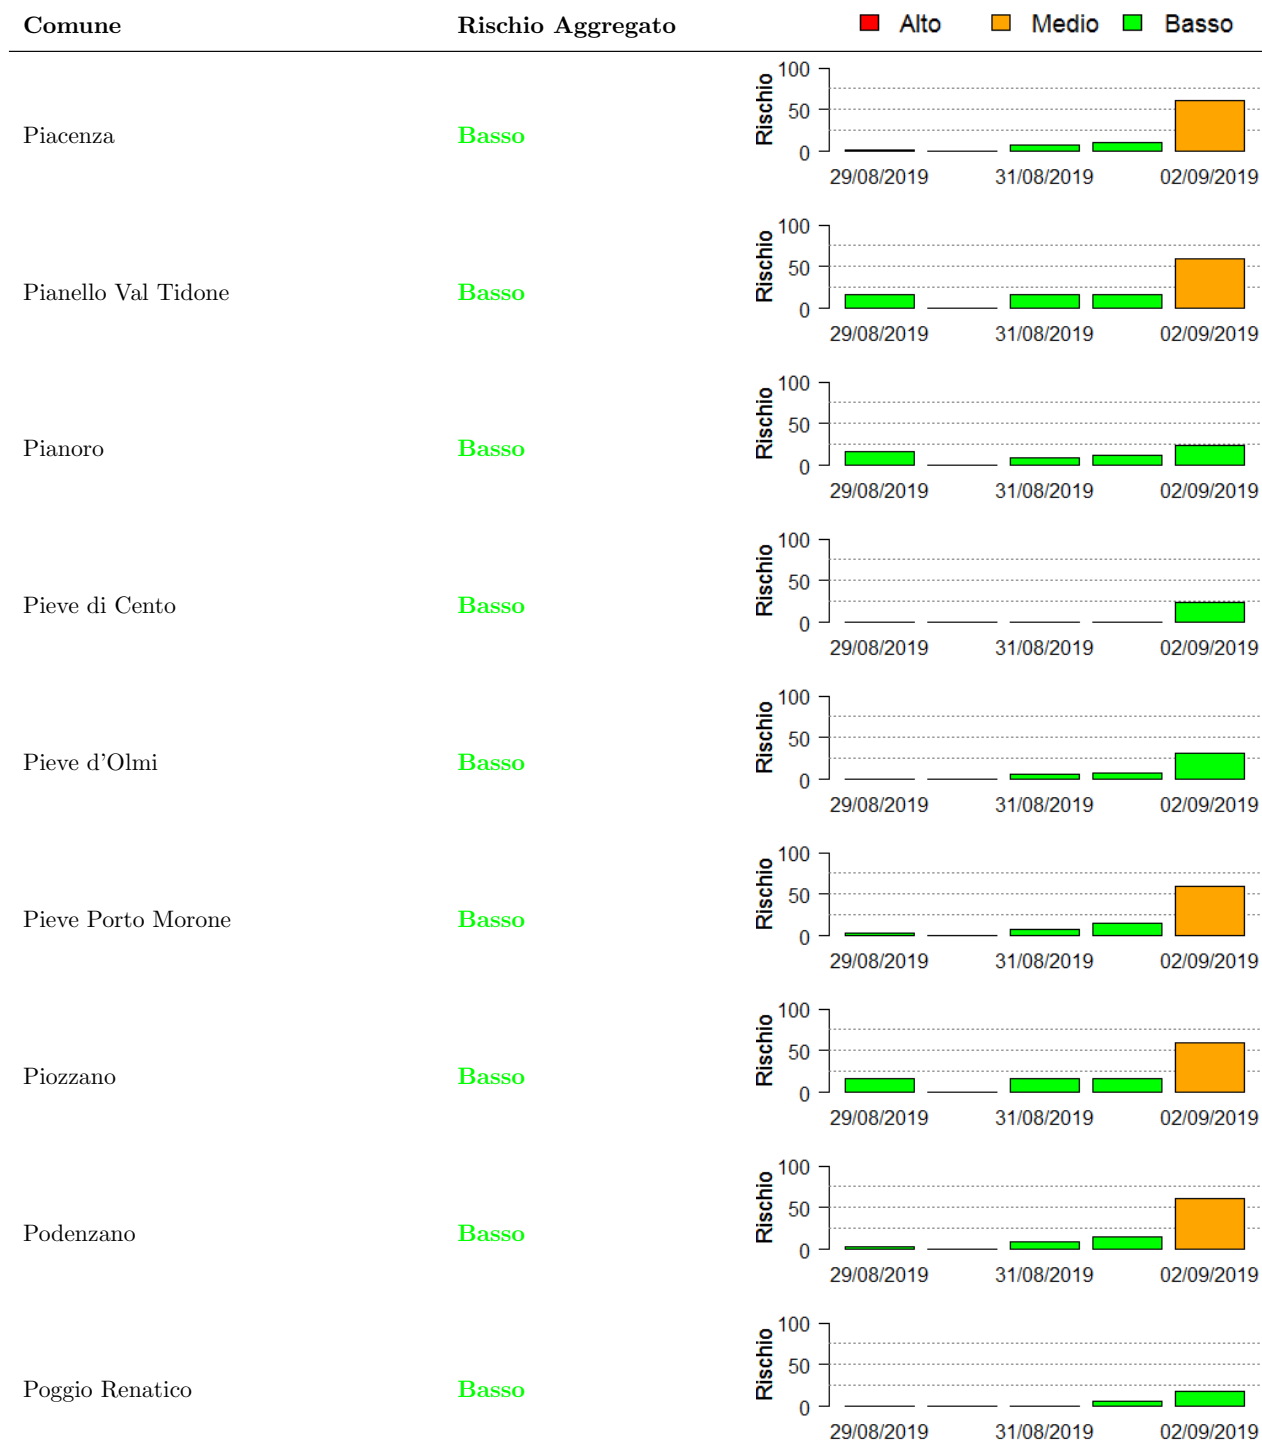 Comune Rischio Aggregato Alto Medio Basso
100
50
0
Rischio
Piacenza Basso
29/08/2019 31/08/2019 02/09/2019
100
50
0
Rischio
Pianello Val Tidone Basso
29/08/2019 31/08/2019 02/09/2019
100
50
0
Rischio
Pianoro Basso
29/08/2019 31/08/2019 02/09/2019
100
50
0
Rischio
Pieve di Cento Basso
29/08/2019 31/08/2019 02/09/2019
100
50
0
Rischio
Pieve d'Olmi Basso
29/08/2019 31/08/2019 02/09/2019
100
50
0
Rischio
Pieve Porto Morone Basso
29/08/2019 31/08/2019 02/09/2019
100
50
0
Rischio
Piozzano Basso
29/08/2019 31/08/2019 02/09/2019
100
50
0
Rischio
Podenzano Basso
29/08/2019 31/08/2019 02/09/2019
100
50
0
Rischio
Poggio Renatico Basso
29/08/2019 31/08/2019 02/09/2019